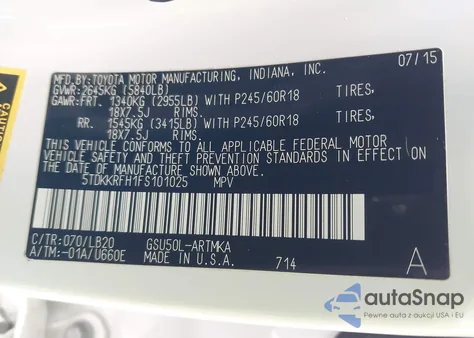 MFD. BY: TOYOTA MOTOR MANUFACTURING, INDIANA, INC. 07/15
GVWR: 2645KG (5840LB)
GAWR: FRT. 1340KG (2955LB) WITH P245/60R18 TIRES,
18X7.5J RIMS;
RR. 1545KG (3415LB) WITH P245/60R18 TIRES,
18X7.5J RIMS.
THIS VEHICLE CONFORMS TO ALL APPLICABLE FEDERAL MOTOR
VEHICLE SAFETY AND THEFT PREVENTION STANDARDS IN EFFECT
ON THE DATE OF MANUFACTURE SHOWN ABOVE.
5TDKKRFH1FS101025 MPV
C/TR: 070/LB20 GSU50L-ARTMKA
A/TM: -01A/U660E MADE IN U.S.A. 714 A
autoSnap
Pewne auta z aukcji USA i EU